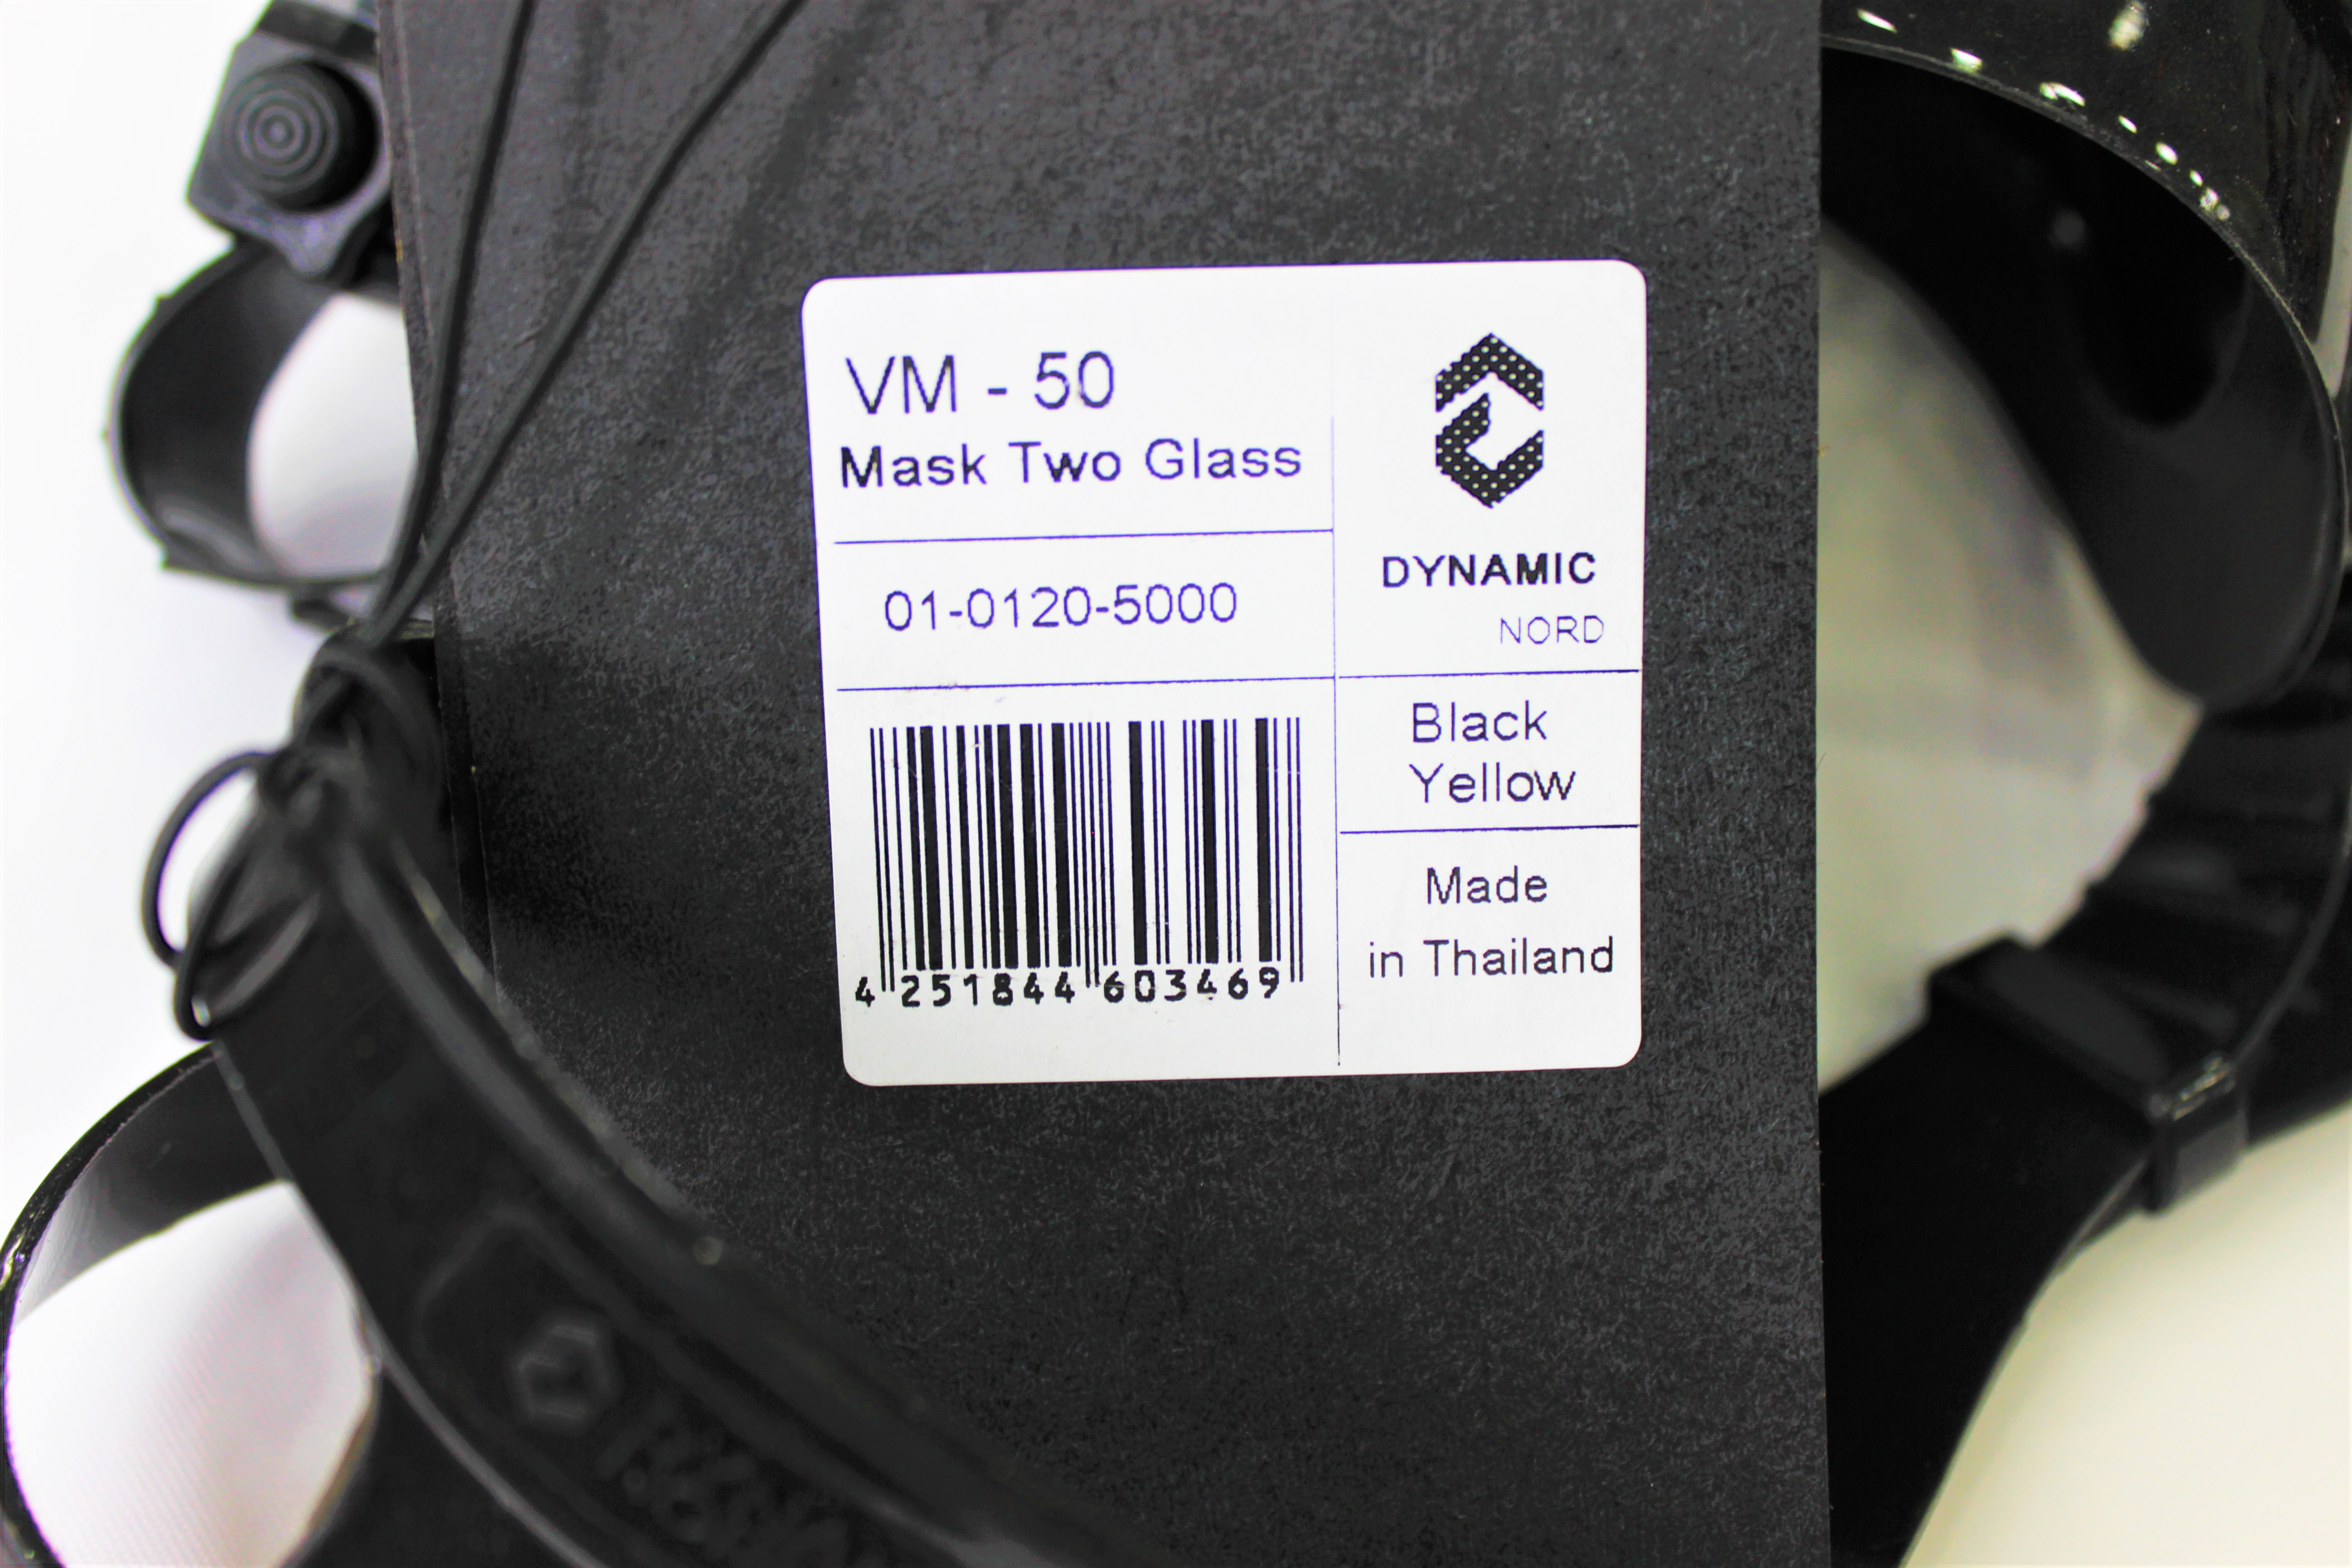 VM - 50
Mask Two Glass
01-0120-5000
4 251844 603469
DYNAMIC
NORD
Black
Yellow
Made
in Thailand